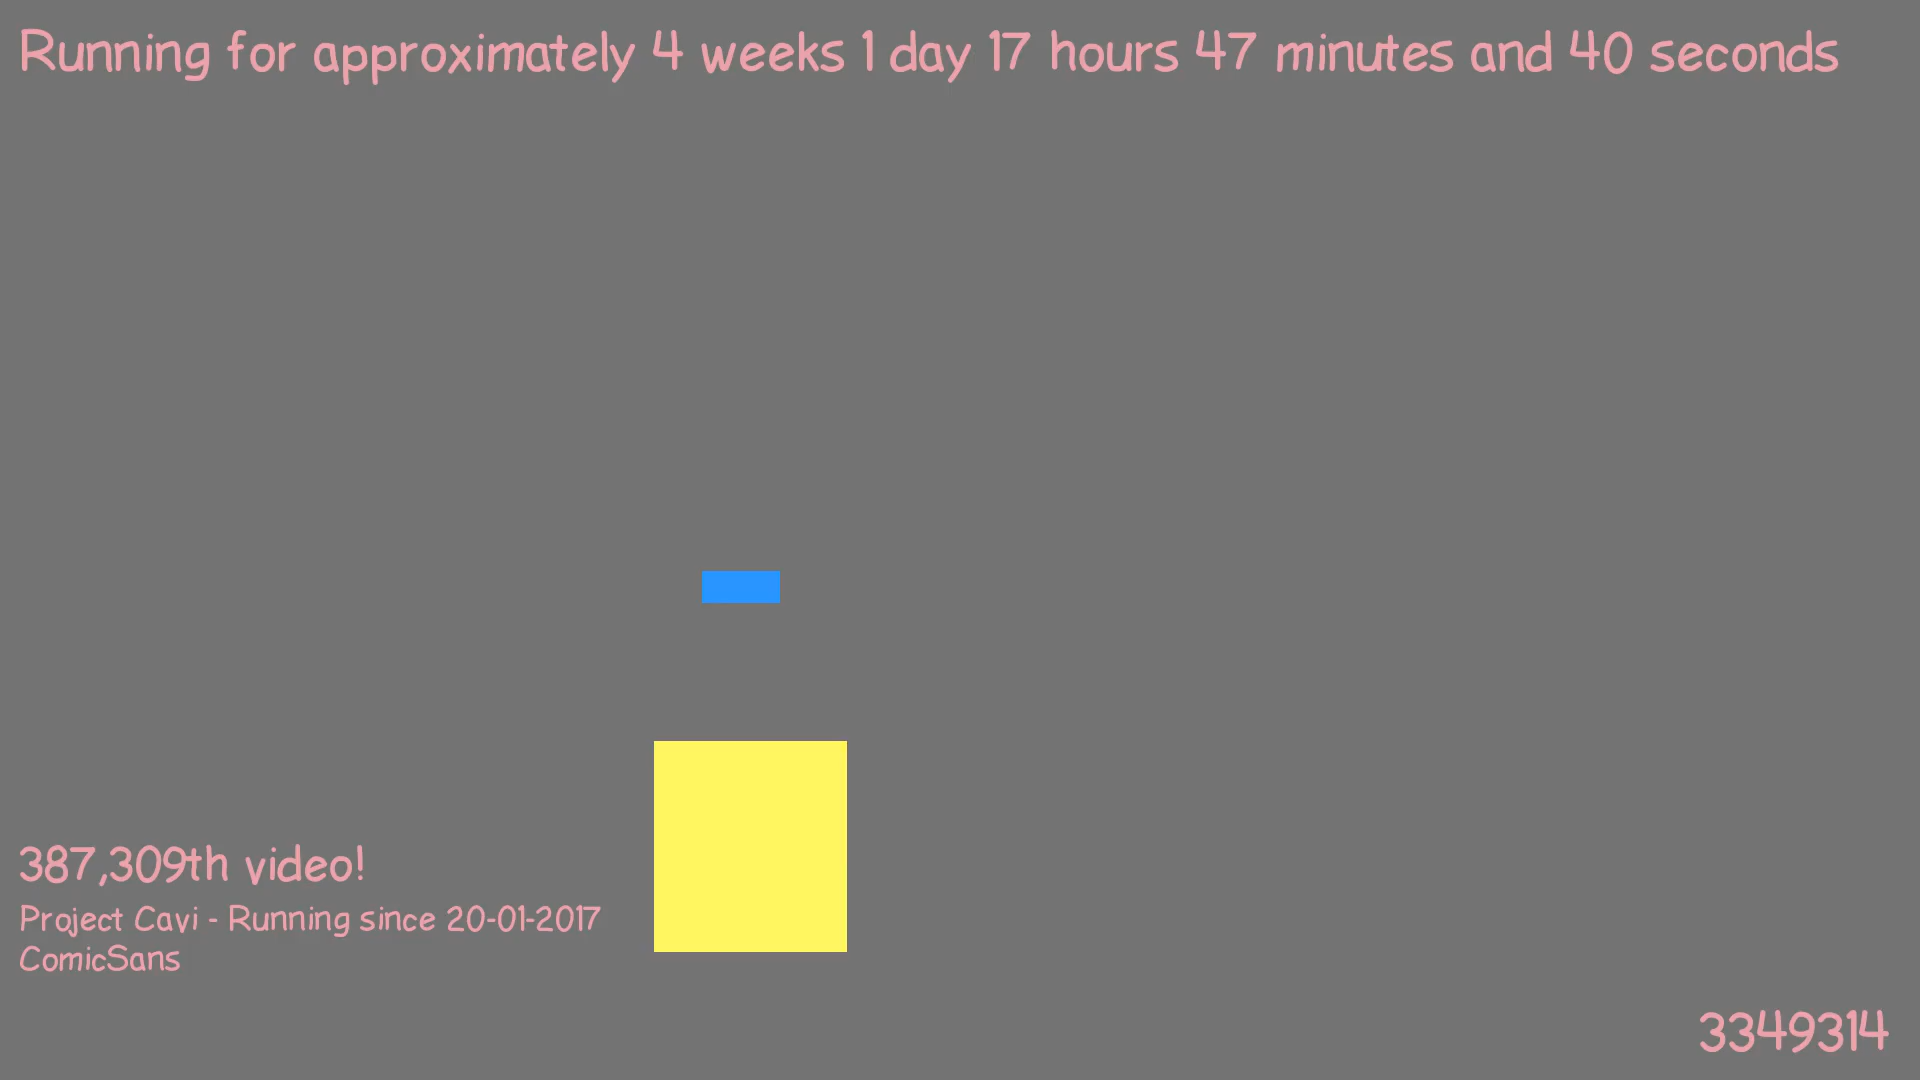 Running for approximately 4 weeks 1 day 17 hours 47 minutes and 40 seconds
387,309th video!
Project Cavi - Running since 20-01-2017
ComicSans
3349314